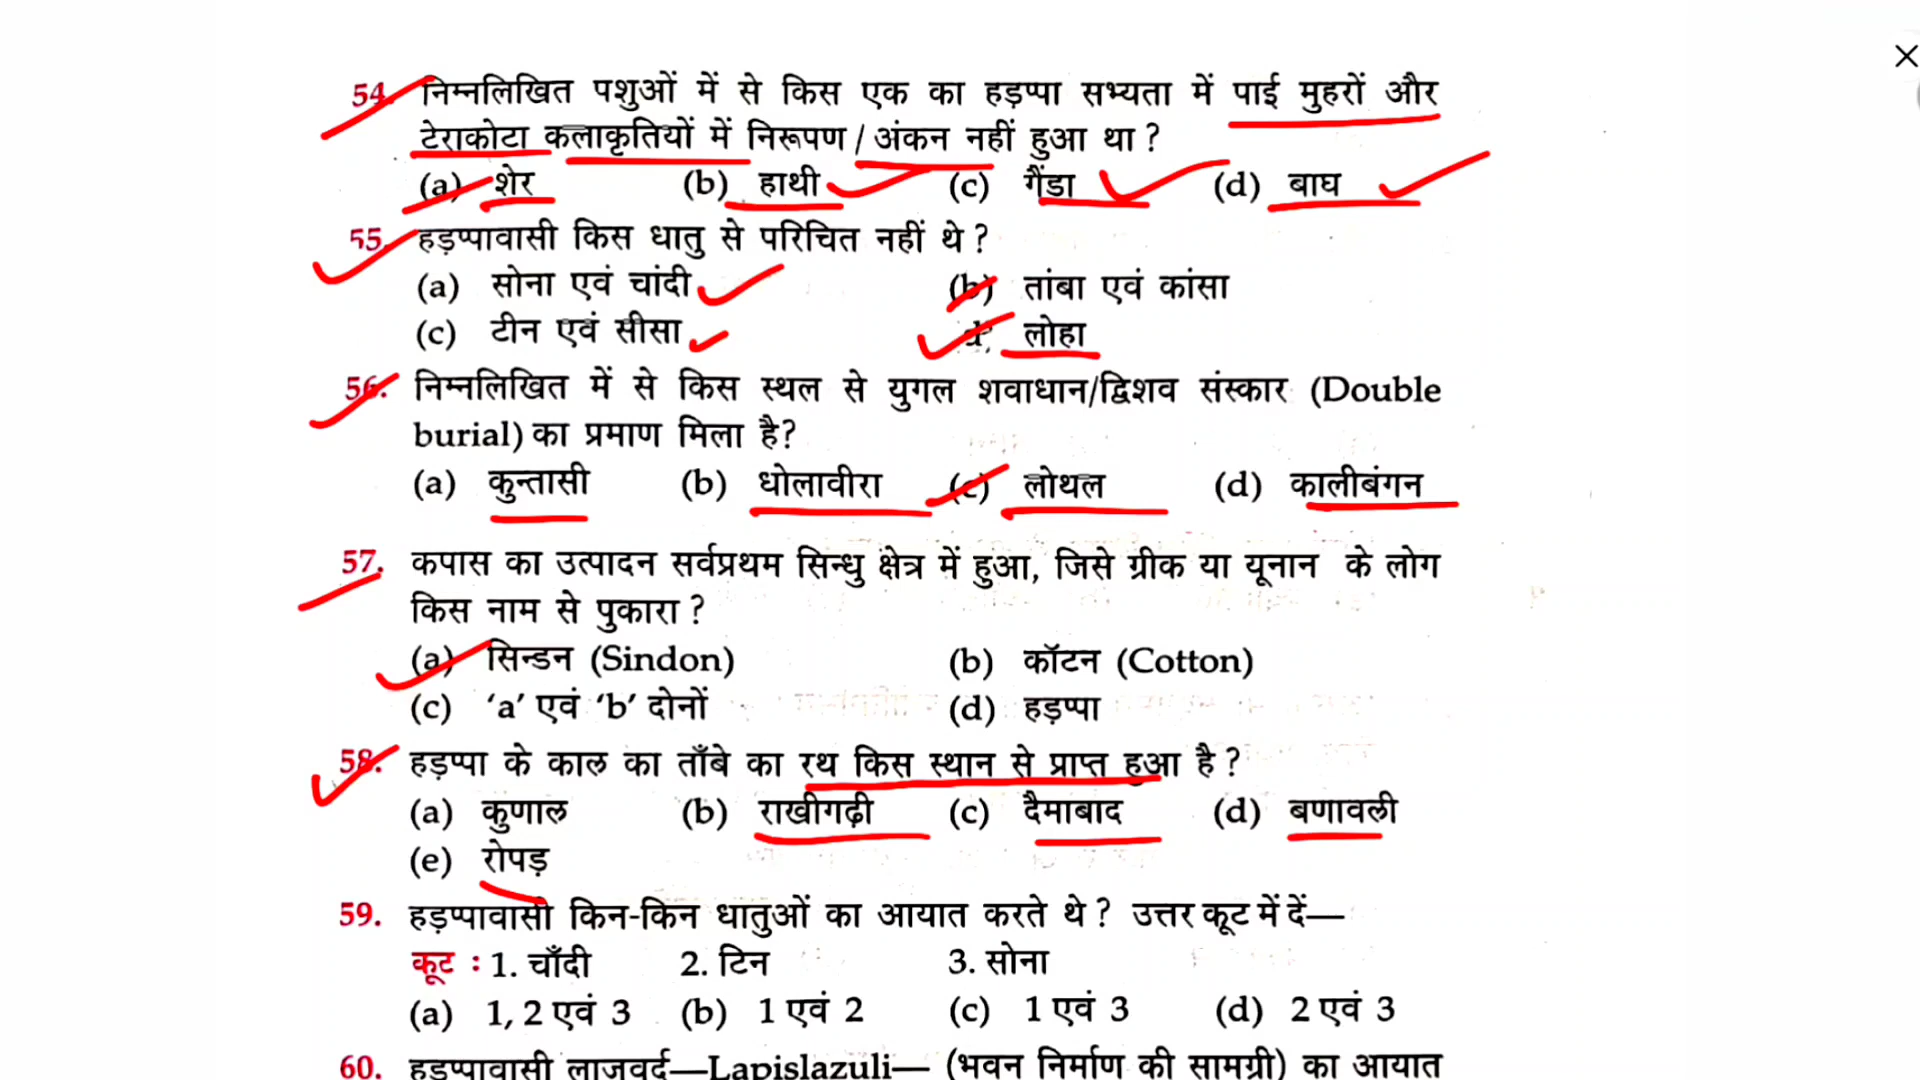 54. निम्नलिखित पशुओं में से किस एक का हड़प्पा सभ्यता में पाई मुहरों और
टेराकोटा कलाकृतियों में निरूपण / अंकन नहीं हुआ था ?
(a) शेर (b) हाथी (c) गैंडा (d) बाघ
55. हड़प्पावासी किस धातु से परिचित नहीं थे ?
(a) सोना एवं चांदी (b) तांबा एवं कांसा
(c) टीन एवं सीसा (d) लोहा
56. निम्नलिखित में से किस स्थल से युगल शवाधान/द्विशव संस्कार (Double
burial) का प्रमाण मिला है?
(a) कुन्तासी (b) धोलावीरा (c) लोथल (d) कालीबंगन
57. कपास का उत्पादन सर्वप्रथम सिन्धु क्षेत्र में हुआ, जिसे ग्रीक या यूनान के लोग
किस नाम से पुकारा ?
(a) सिन्डन (Sindon) (b) कॉटन (Cotton)
(c) ‘a’ एवं ‘b’ दोनों (d) हड़प्पा
58. हड़प्पा के काल का ताँबे का रथ किस स्थान से प्राप्त हुआ है ?
(a) कुणाल (b) राखीगढ़ी (c) दैमाबाद (d) बणावली
(e) रोपड़
59. हड़प्पावासी किन-किन धातुओं का आयात करते थे ? उत्तर कूट में दें—
कूट : 1. चाँदी 2. टिन 3. सोना
(a) 1, 2 एवं 3 (b) 1 एवं 2 (c) 1 एवं 3 (d) 2 एवं 3
60. हड़प्पावासी लाजवर्द—Lapislazuli— (भवन निर्माण की सामग्री) का आयात